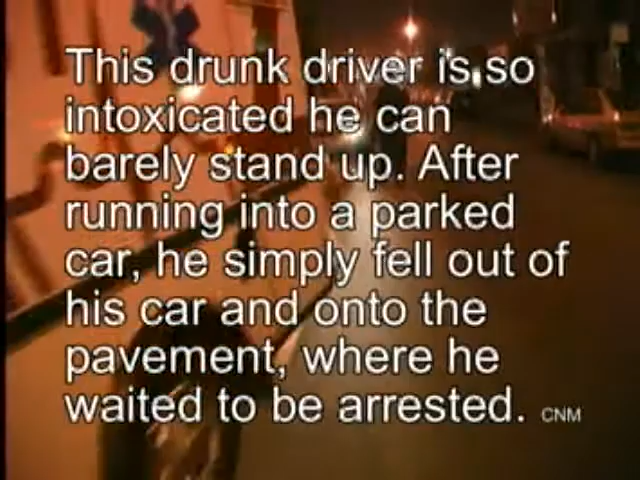 This drunk driver is so
intoxicated he can
barely stand up. After
running into a parked
car, he simply fell out of
his car and onto the
pavement, where he
waited to be arrested. CNM